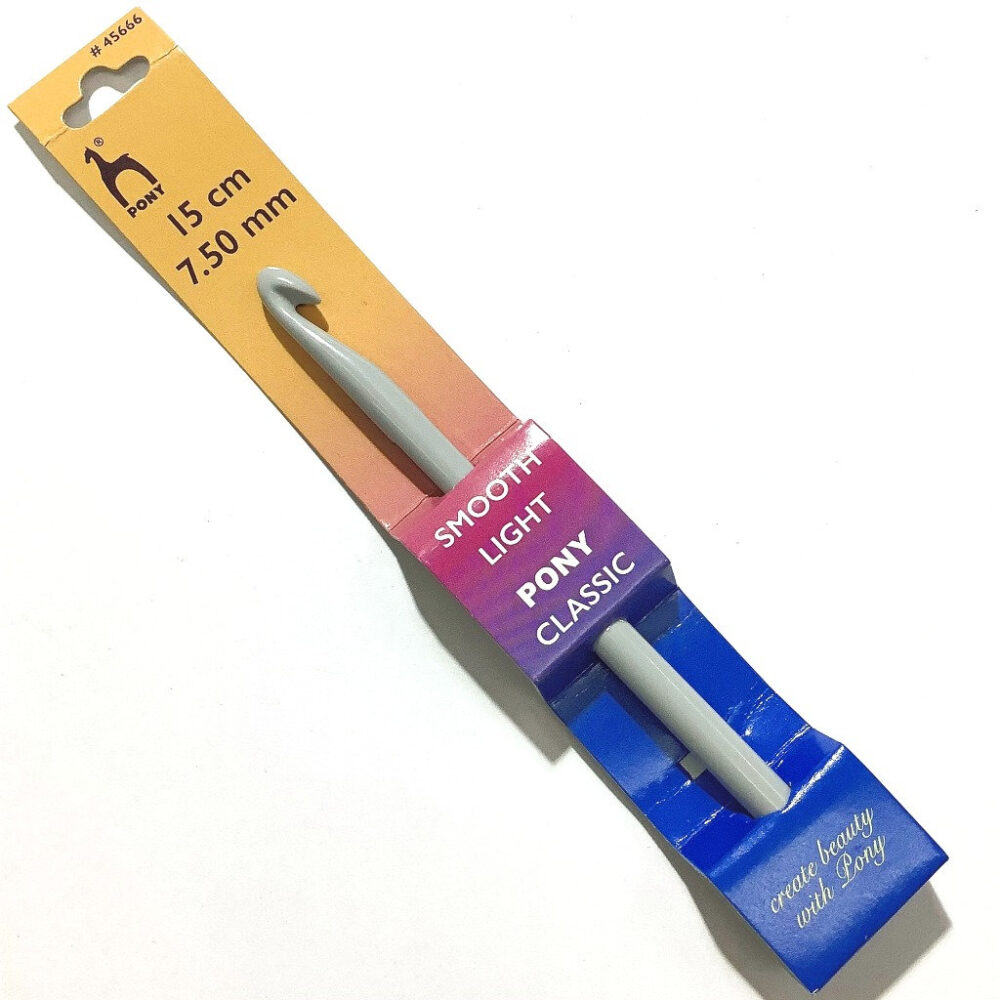 # 45666
®
PONY
15 cm
7.50 mm
SMOOTH
LIGHT
PONY
CLASSIC
create beauty
with Pony